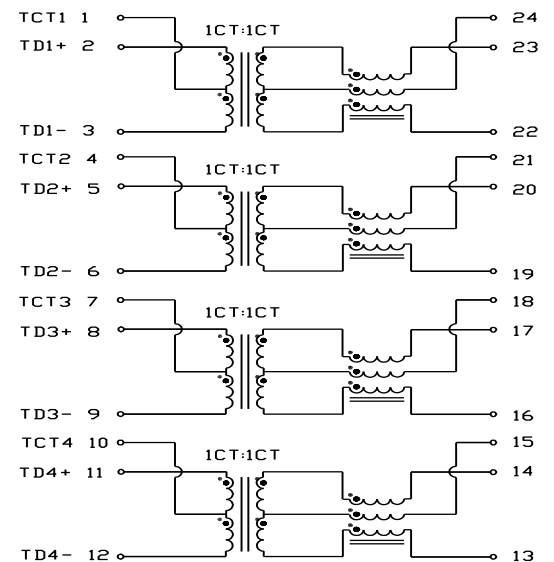 TCT1 1 24
1CT:1CT
TD1+ 2 23
TD1- 3 22
TCT2 4 21
1CT:1CT
TD2+ 5 20
TD2- 6 19
TCT3 7 18
1CT:1CT
TD3+ 8 17
TD3- 9 16
TCT4 10 15
1CT:1CT
TD4+ 11 14
TD4- 12 13